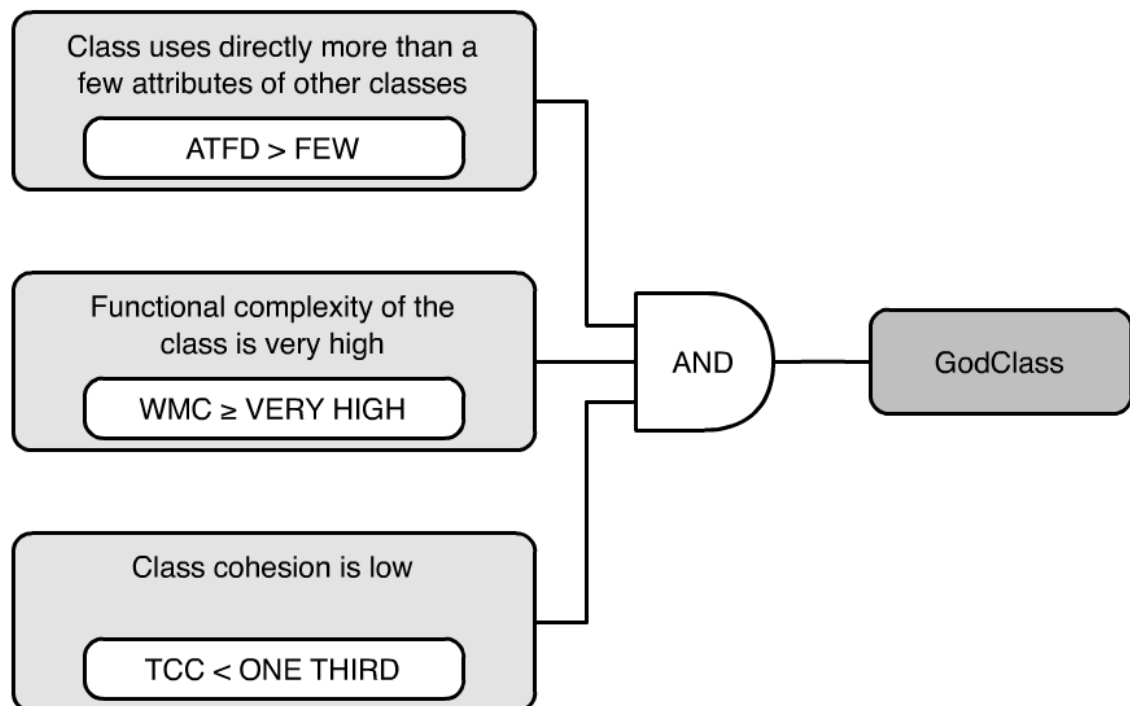 Class uses directly more than a
few attributes of other classes
ATFD > FEW
Functional complexity of the
class is very high
WMC ≥ VERY HIGH
AND
GodClass
Class cohesion is low
TCC < ONE THIRD